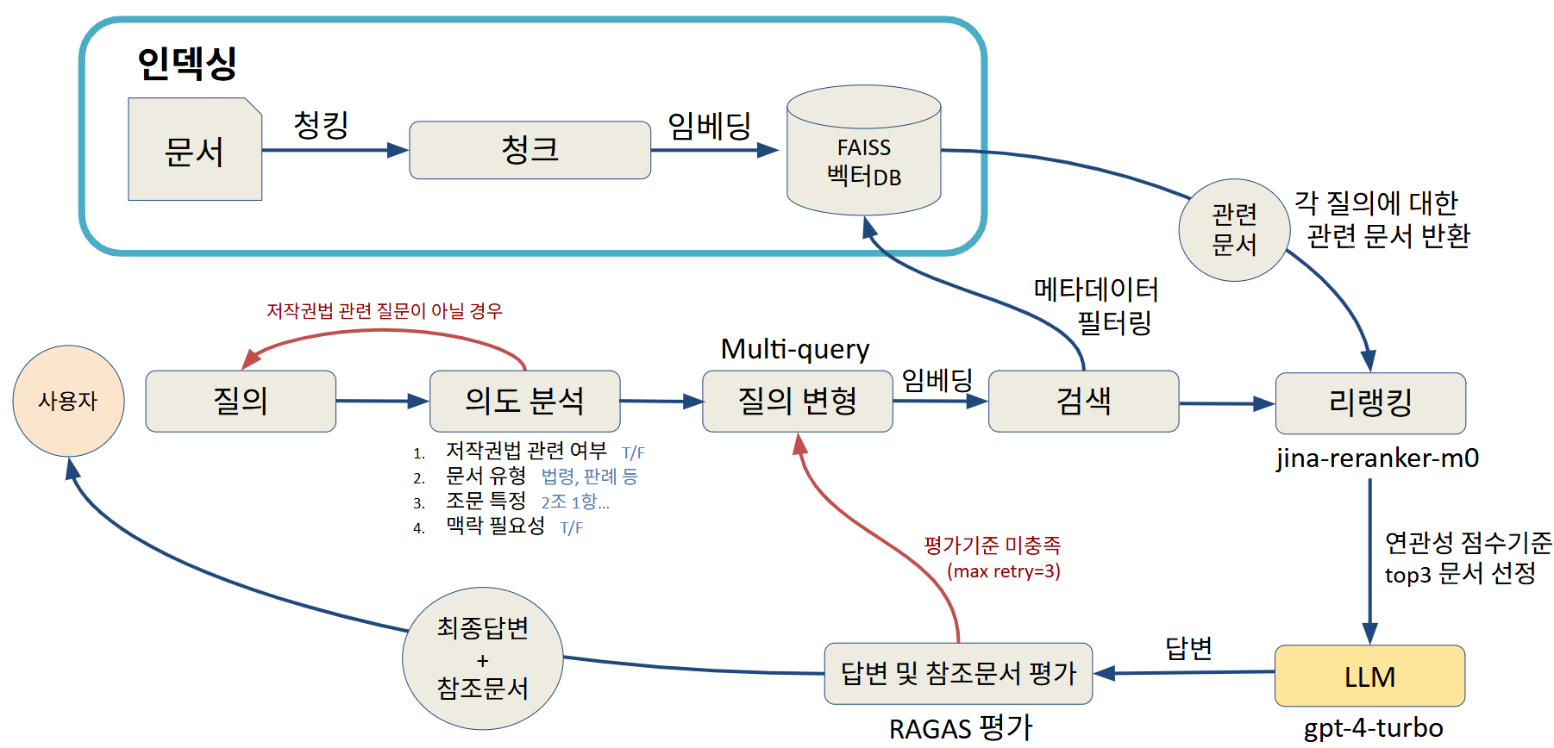 인덱싱
문서
청킹
청크
임베딩
FAISS
벡터DB
관련
문서
각 질의에 대한
관련 문서 반환
메타데이터
필터링
저작권법 관련 질문이 아닐 경우
사용자
질의
의도 분석
Multi-query
질의 변형
임베딩
검색
리랭킹
jina-reranker-m0
1. 저작권법 관련 여부 T/F
2. 문서 유형 법령, 판례 등
3. 조문 특정 2조 1항...
4. 맥락 필요성 T/F
평가기준 미충족
(max retry=3)
연관성 점수기준
top3 문서 선정
최종답변
+
참조문서
답변 및 참조문서 평가
RAGAS 평가
답변
LLM
gpt-4-turbo